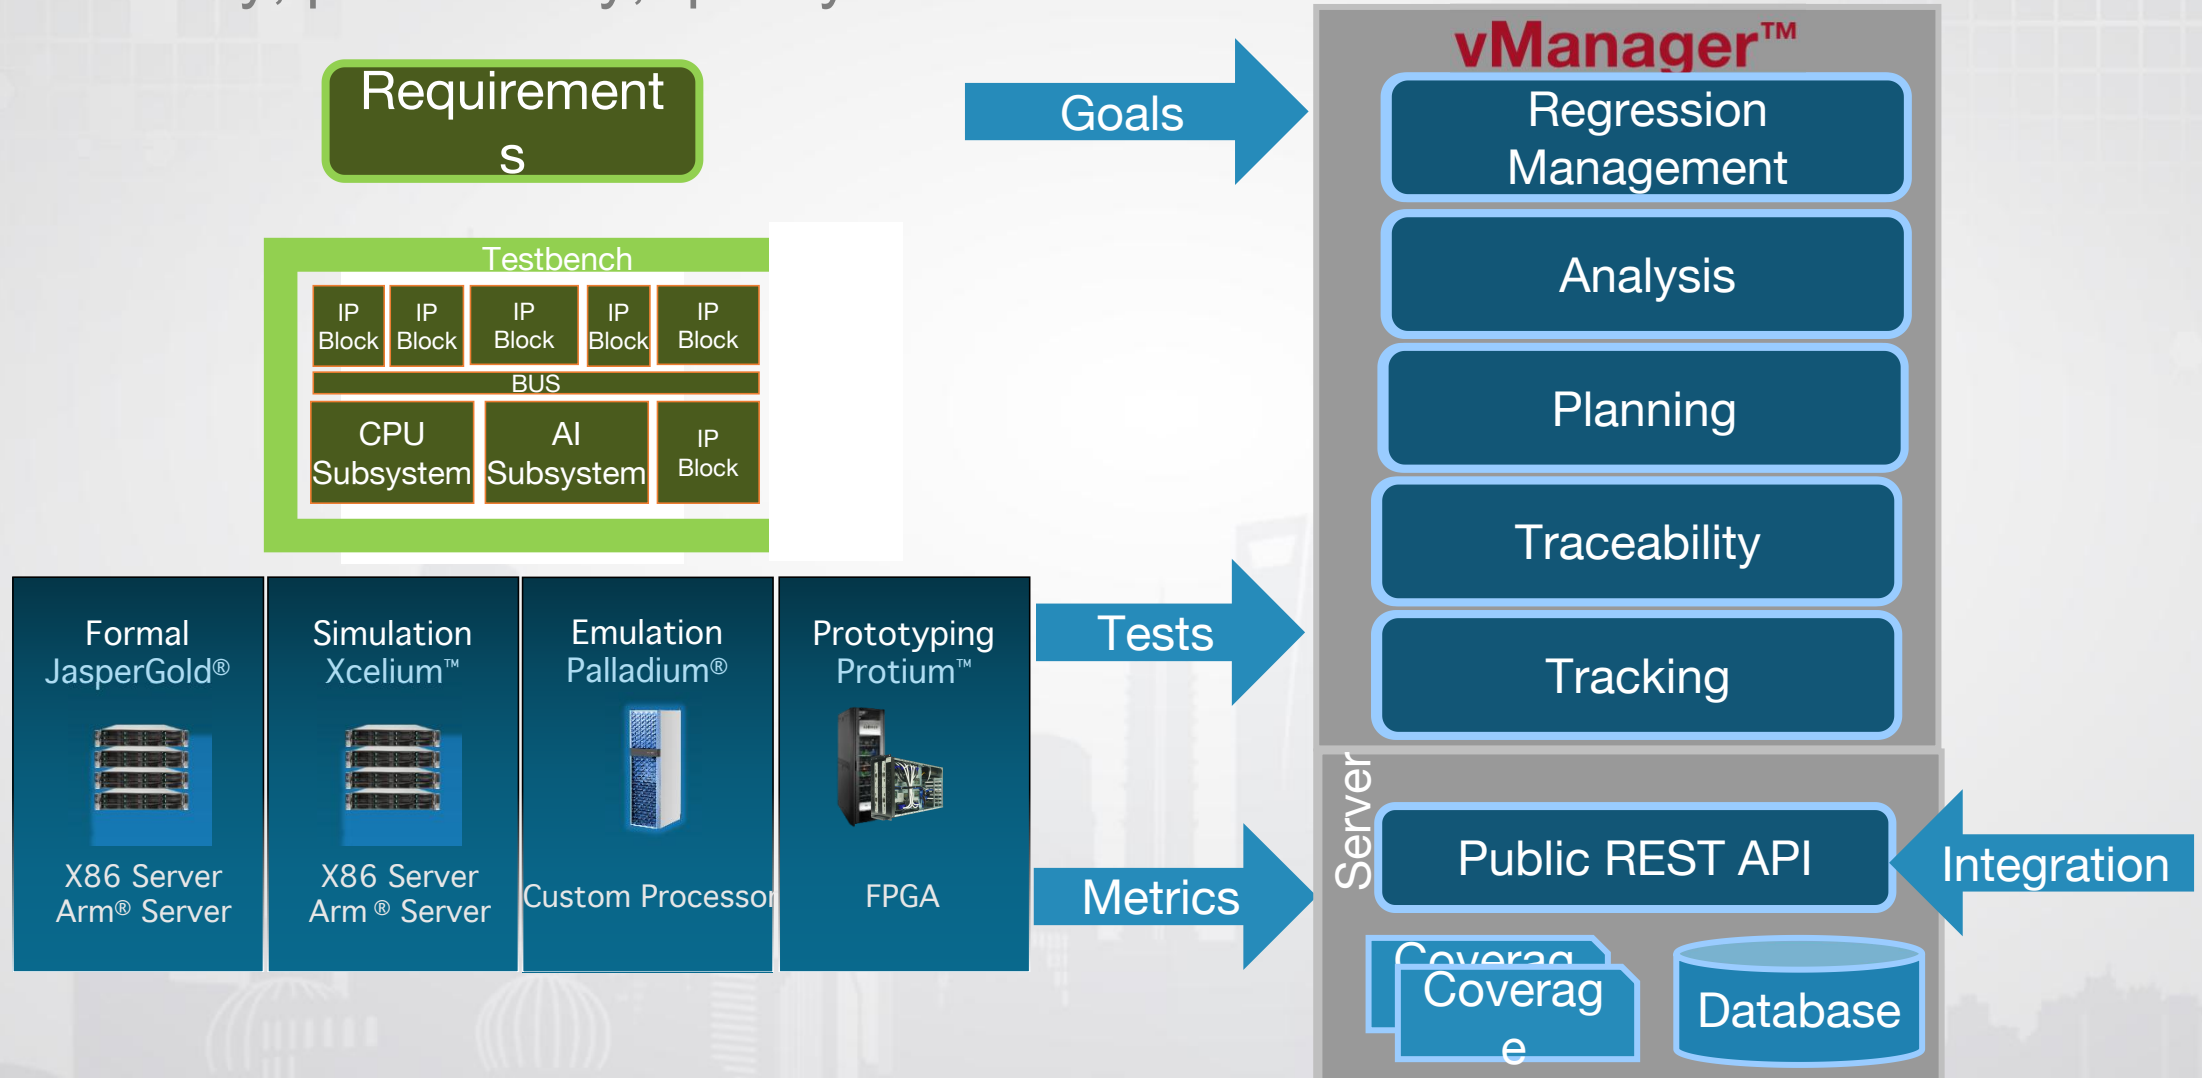 vManager™
Requirement
s
Goals
Regression
Management
Analysis
Planning
Traceability
Tracking
Testbench
IP
Block
IP
Block
IP
Block
IP
Block
IP
Block
BUS
CPU
Subsystem
AI
Subsystem
IP
Block
Formal
JasperGold®
X86 Server
Arm® Server
Simulation
Xcelium™
X86 Server
Arm ® Server
Emulation
Palladium®
Custom Processor
Prototyping
Protium™
FPGA
Tests
Metrics
Server
Public REST API
Integration
Coverag
Coverag
e
Database